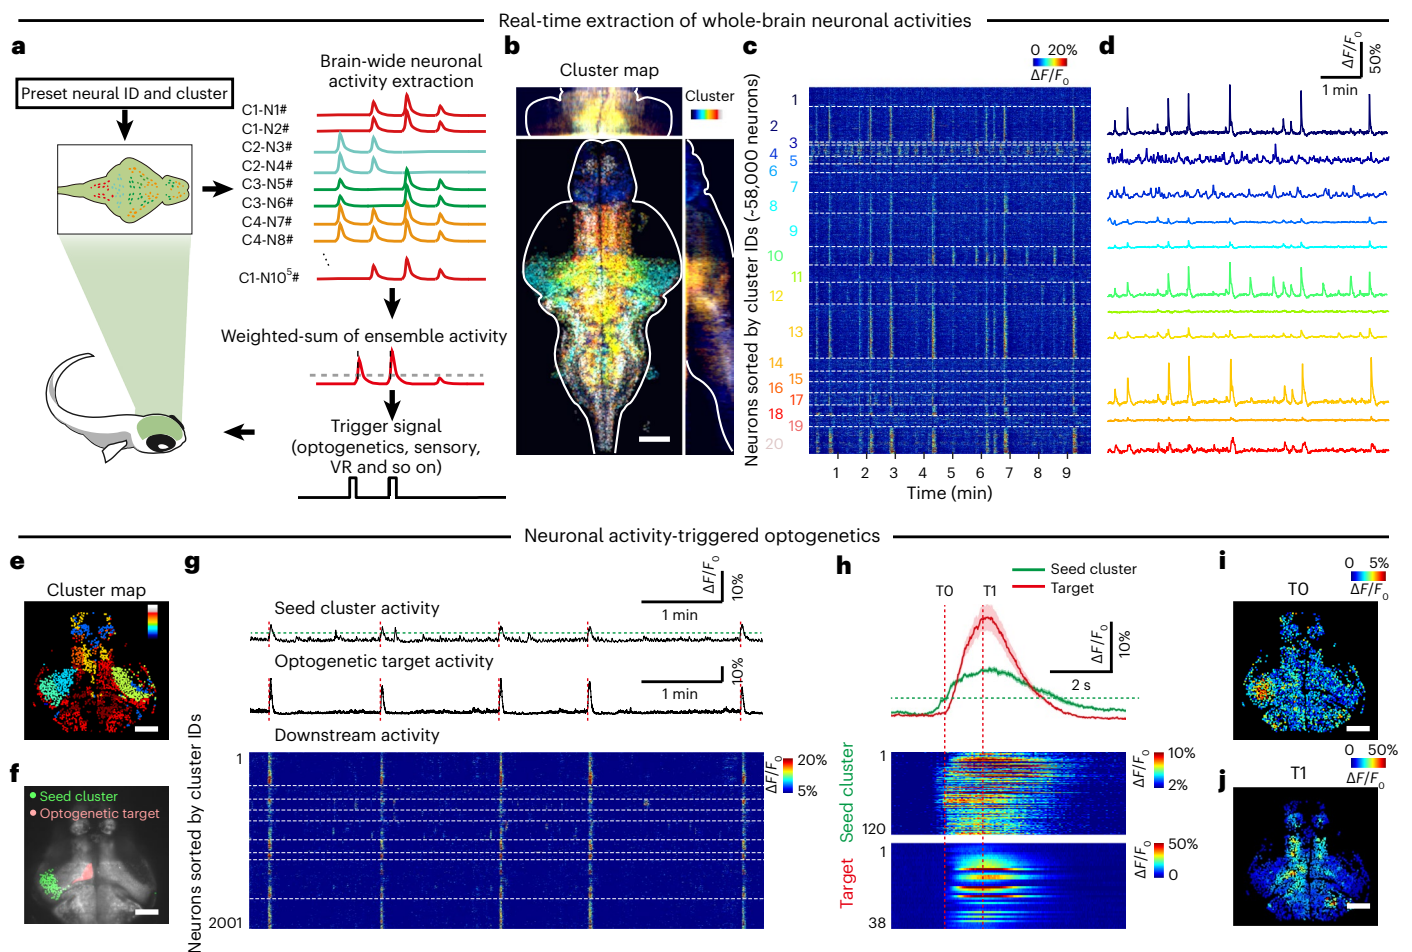 Real-time extraction of whole-brain neuronal activities
a
Preset neural ID and cluster
Brain-wide neuronal
activity extraction
C1-N1#
C1-N2#
C2-N3#
C2-N4#
C3-N5#
C3-N6#
C4-N7#
C4-N8#
C1-N10⁵#
Weighted-sum of ensemble activity
Trigger signal
(optogenetics, sensory,
VR and so on)
b
Cluster map
Cluster
c
0 20%
ΔF/F₀
Neurons sorted by cluster IDs (~58,000 neurons)
1
2
3
4
5
6
7
8
9
10
11
12
13
14
15
16
17
18
19
20
1 2 3 4 5 6 7 8 9
Time (min)
d
ΔF/F₀
50%
1 min
Neuronal activity-triggered optogenetics
e
Cluster map
f
Seed cluster
Optogenetic target
g
Seed cluster activity
ΔF/F₀
10%
1 min
Optogenetic target activity
10%
1 min
Downstream activity
Neurons sorted by cluster IDs
1
2001
20%
5%
ΔF/F₀
h
Seed cluster
Target
T0 T1
ΔF/F₀
10%
2 s
Seed cluster
1
120
10%
2%
ΔF/F₀
Target
1
38
50%
0
ΔF/F₀
i
0 5%
ΔF/F₀
T0
j
0 50%
ΔF/F₀
T1